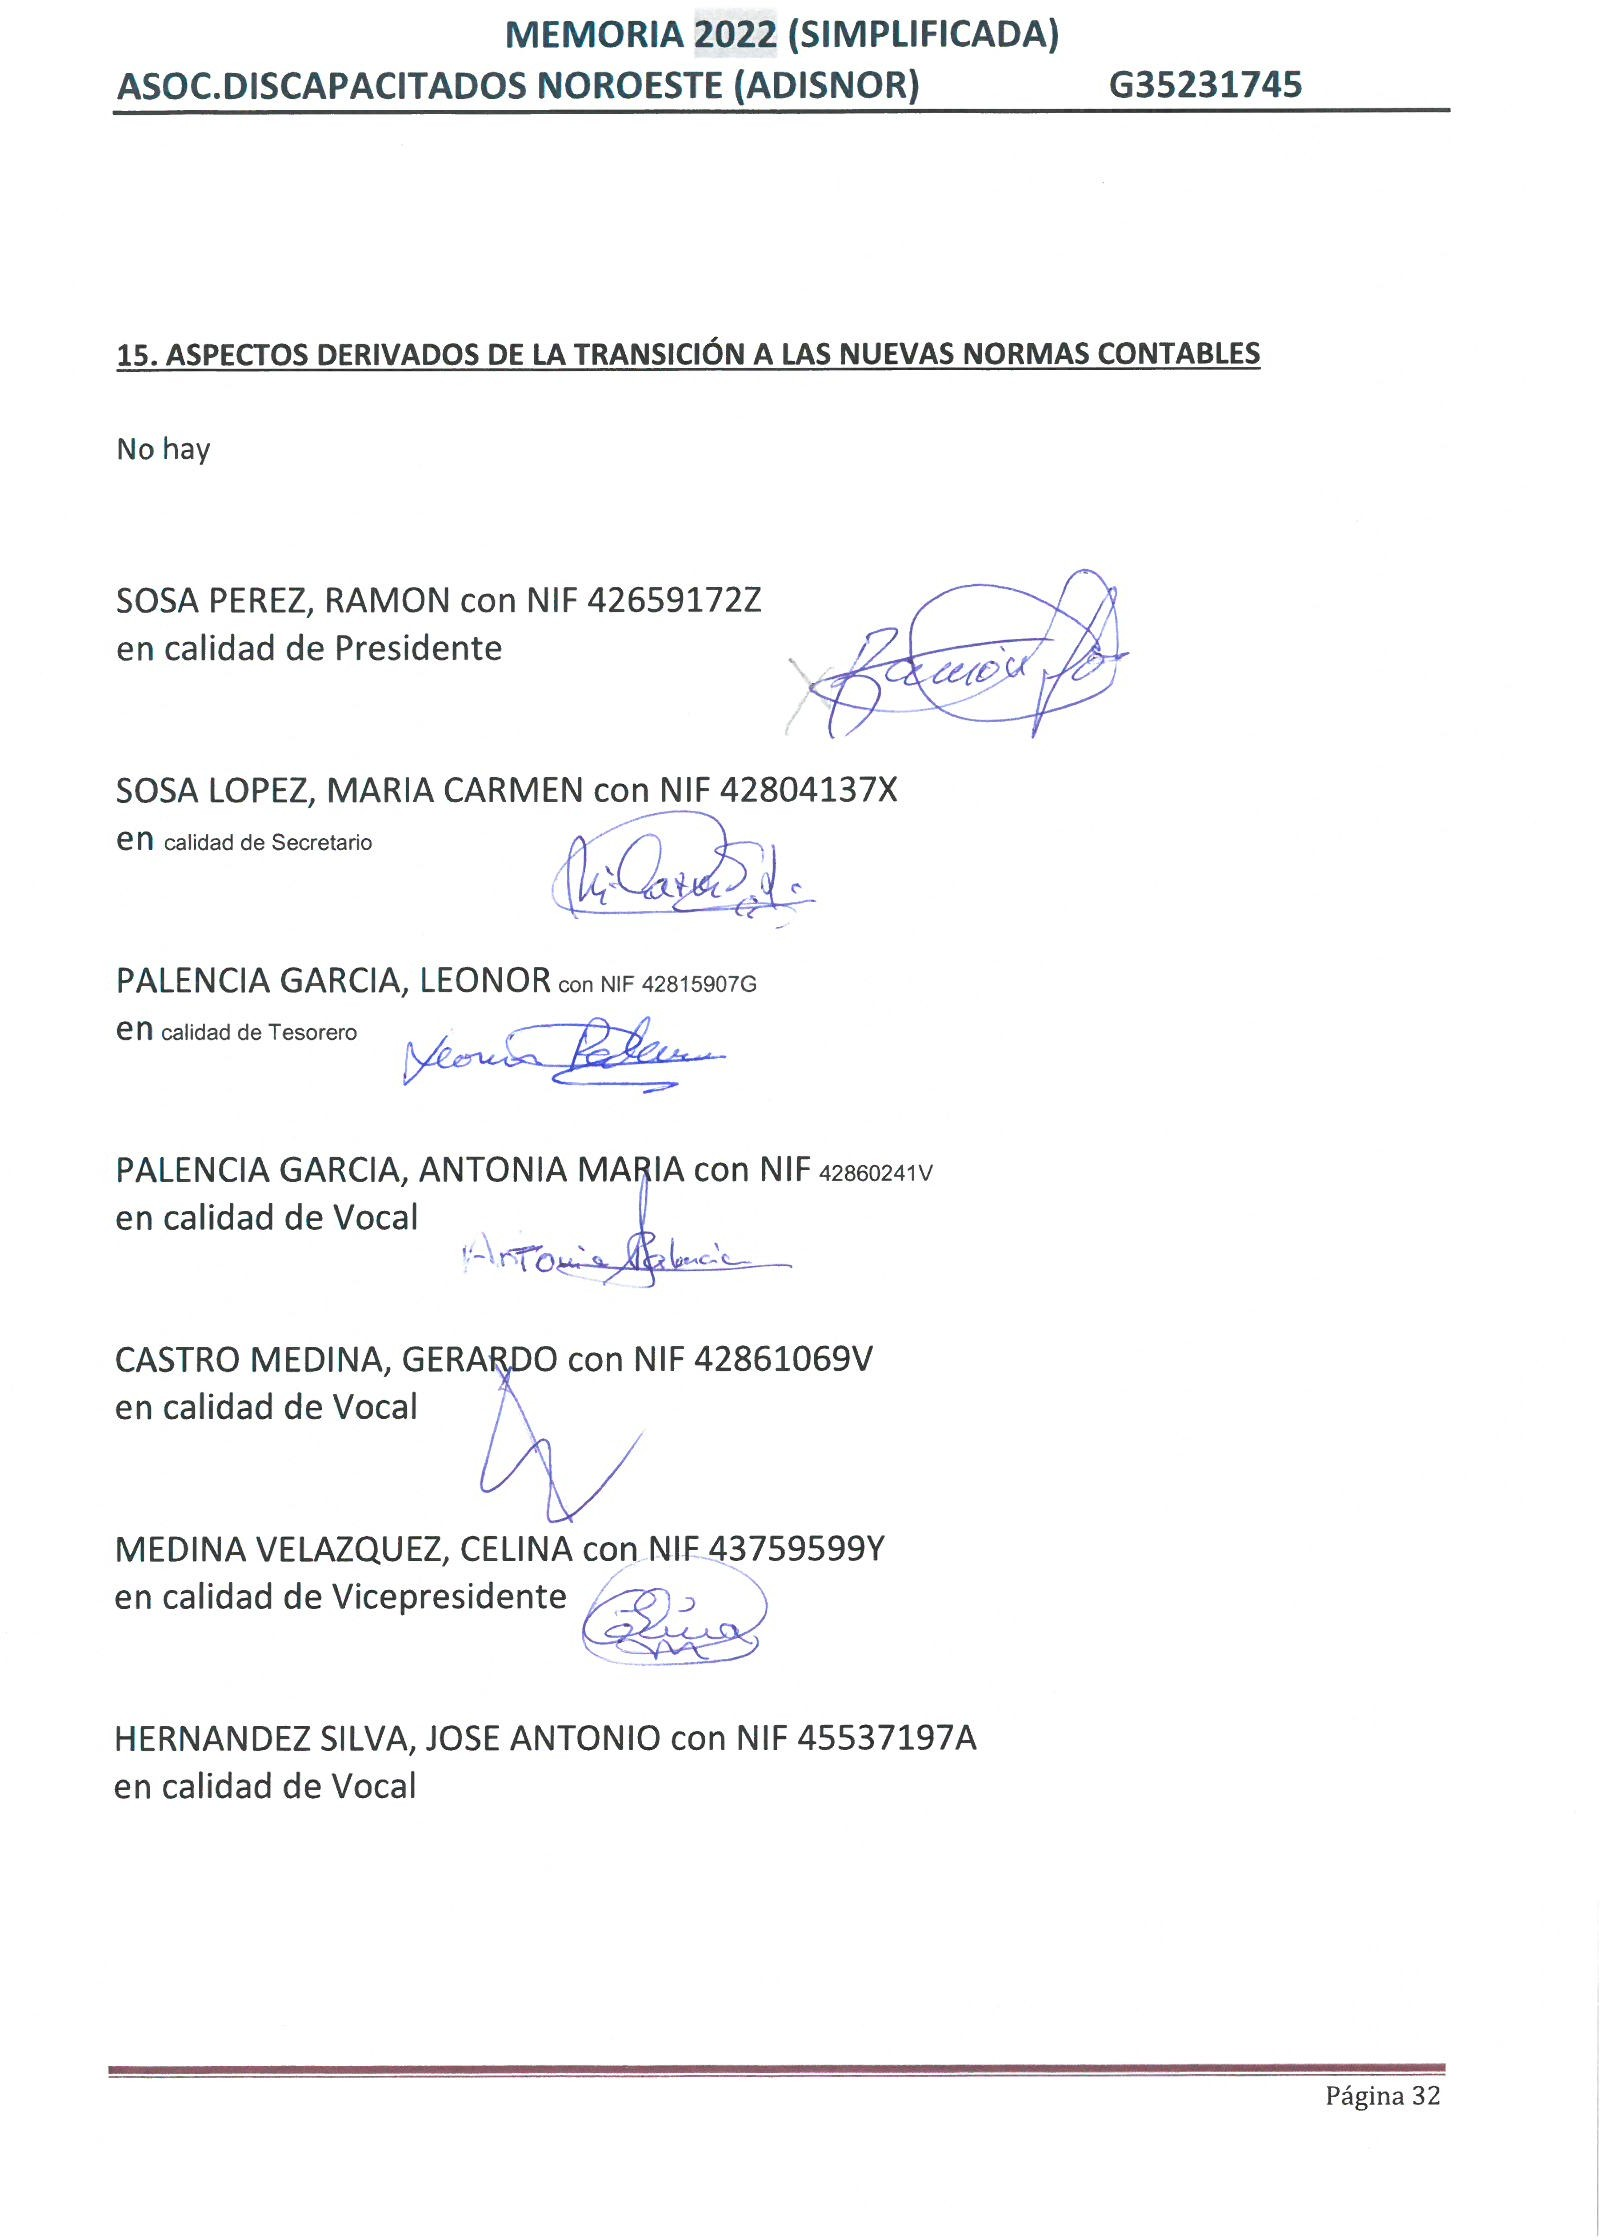 MEMORIA 2022 (SIMPLIFICADA)
ASOC.DISCAPACITADOS NOROESTE (ADISNOR) G35231745
15. ASPECTOS DERIVADOS DE LA TRANSICIÓN A LAS NUEVAS NORMAS CONTABLES
No hay
SOSA PEREZ, RAMON con NIF 42659172Z
en calidad de Presidente
Ramón
SOSA LOPEZ, MARIA CARMEN con NIF 42804137X
en calidad de Secretario
PALENCIA GARCIA, LEONOR con NIF 42815907G
en calidad de Tesorero
Leonor
PALENCIA GARCIA, ANTONIA MARIA con NIF 42860241V
en calidad de Vocal
Antonia Palencia
CASTRO MEDINA, GERARDO con NIF 42861069V
en calidad de Vocal
MEDINA VELAZQUEZ, CELINA con NIF 43759599Y
en calidad de Vicepresidente
Celina
HERNANDEZ SILVA, JOSE ANTONIO con NIF 45537197A
en calidad de Vocal
Página 32